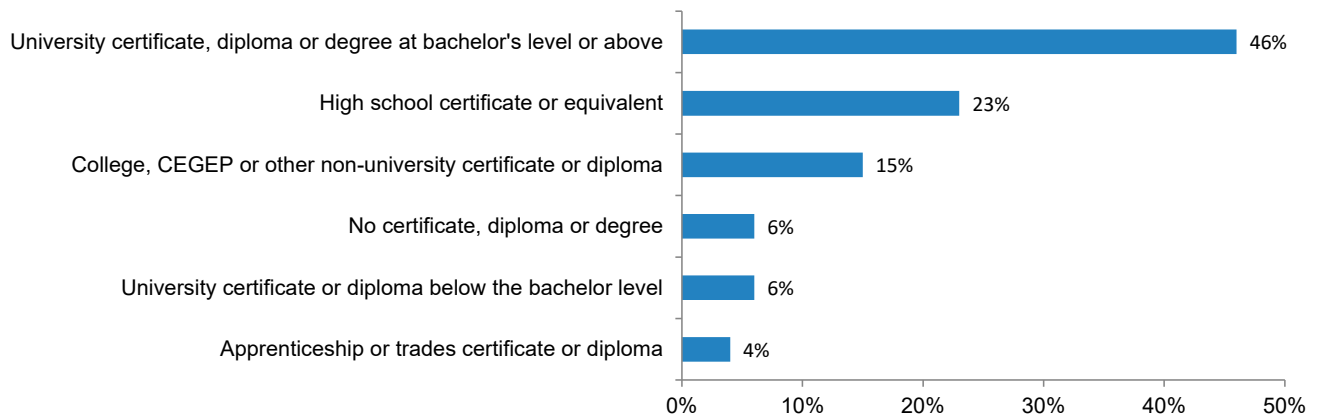 University certificate, diploma or degree at bachelor's level or above 46%
High school certificate or equivalent 23%
College, CEGEP or other non-university certificate or diploma 15%
No certificate, diploma or degree 6%
University certificate or diploma below the bachelor level 6%
Apprenticeship or trades certificate or diploma 4%
0% 10% 20% 30% 40% 50%